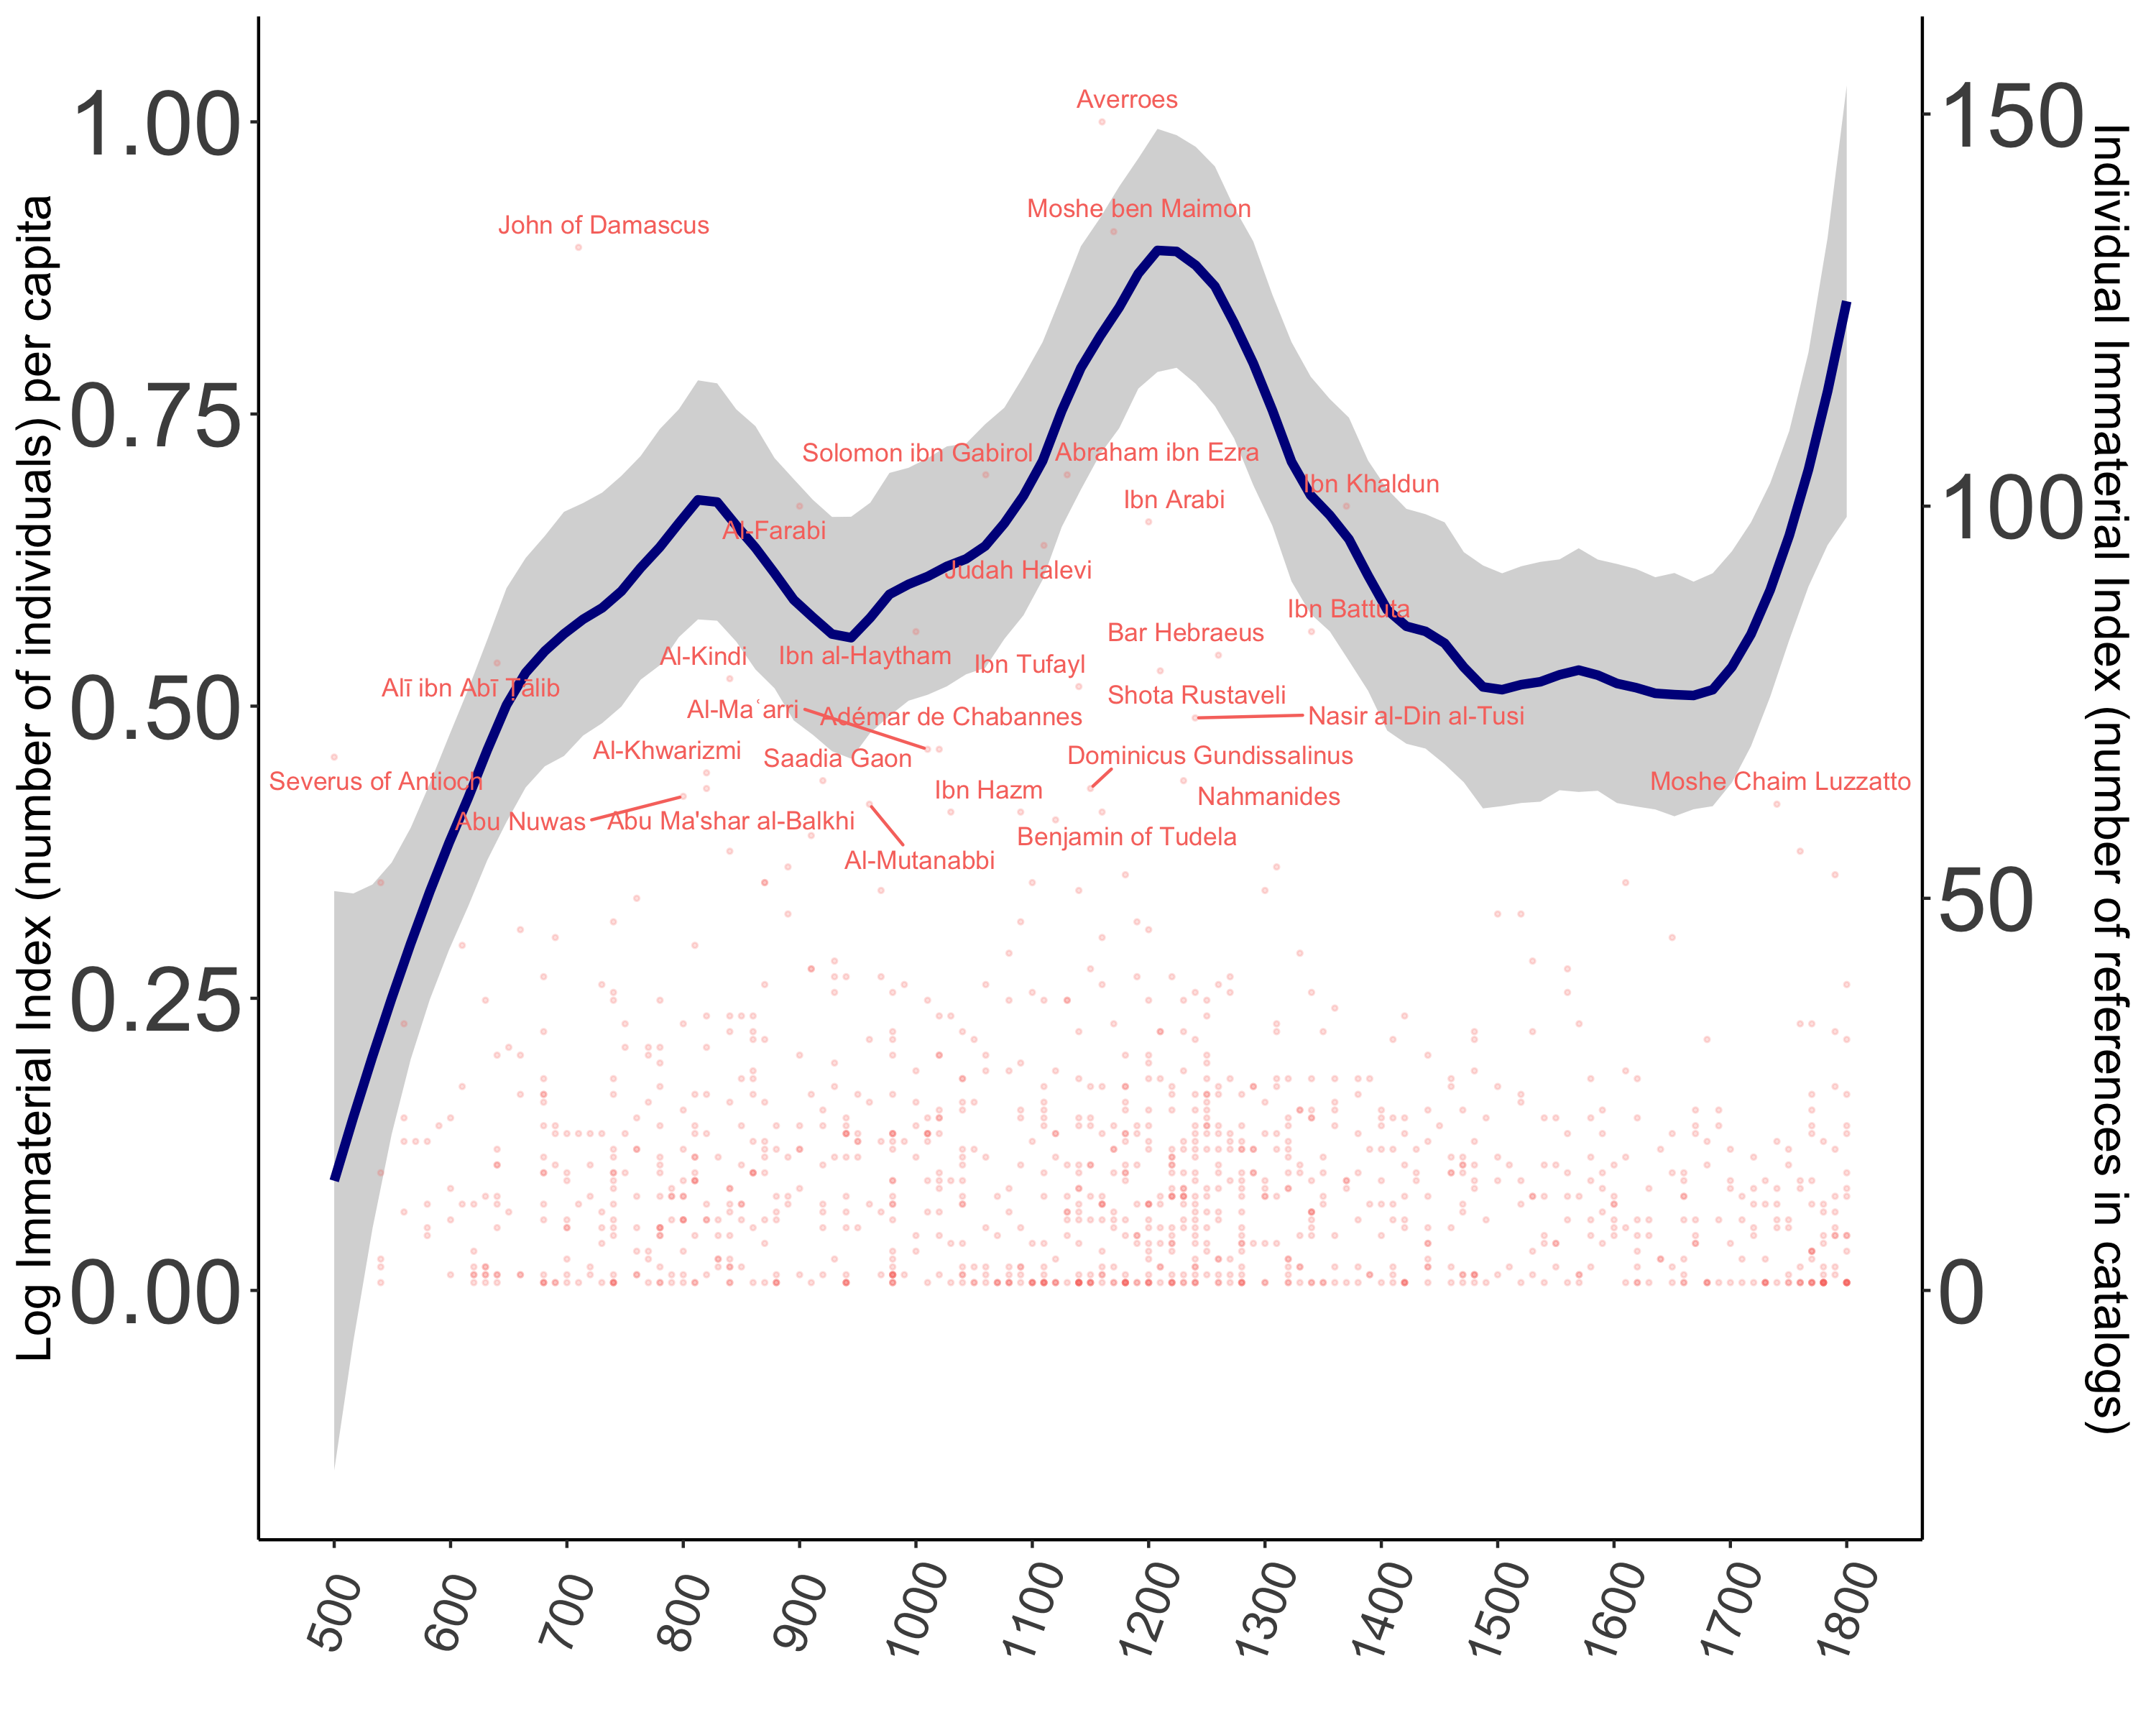 Log Immaterial Index (number of individuals) per capita
1.00
0.75
0.50
0.25
0.00
Averroes
Moshe ben Maimon
John of Damascus
Solomon ibn Gabirol
Abraham ibn Ezra
Ibn Khaldun
Ibn Arabi
Al-Farabi
Judah Halevi
Ibn Battuta
Bar Hebraeus
Al-Kindi
Ibn al-Haytham
Ibn Tufayl
Alī ibn Abī Ṭālib
Shota Rustaveli
Al-Maʿarri
Adémar de Chabannes
Nasir al-Din al-Tusi
Al-Khwarizmi
Saadia Gaon
Dominicus Gundissalinus
Severus of Antioch
Ibn Hazm
Nahmanides
Moshe Chaim Luzzatto
Abu Nuwas
Abu Ma'shar al-Balkhi
Benjamin of Tudela
Al-Mutanabbi
150
100
50
0
Individual Immaterial Index (number of references in catalogs)
500
600
700
800
900
1000
1100
1200
1300
1400
1500
1600
1700
1800